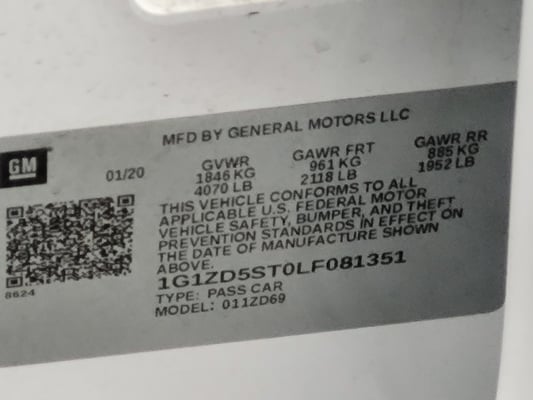 MFD BY GENERAL MOTORS LLC
GM
01/20
GVWR GAWR FRT GAWR RR
1846 KG 961 KG 885 KG
4070 LB 2118 LB 1952 LB
THIS VEHICLE CONFORMS TO ALL
APPLICABLE U.S. FEDERAL MOTOR
VEHICLE SAFETY, BUMPER, AND THEFT
PREVENTION STANDARDS IN EFFECT ON
THE DATE OF MANUFACTURE SHOWN
ABOVE.
1G1ZD5ST0LF081351
TYPE: PASS CAR
MODEL: 011ZD69
8624